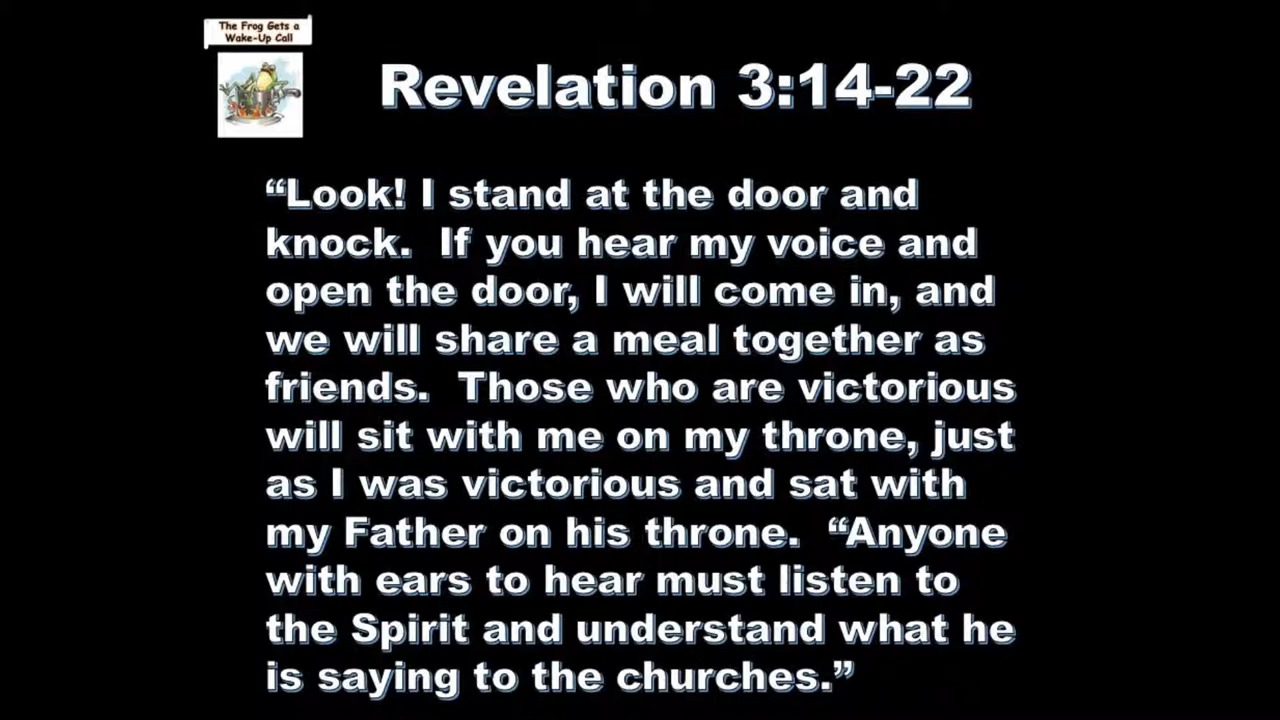 The Frog Gets a
Wake-Up Call
Revelation 3:14-22
“Look! I stand at the door and
knock.  If you hear my voice and
open the door, I will come in, and
we will share a meal together as
friends.  Those who are victorious
will sit with me on my throne, just
as I was victorious and sat with
my Father on his throne.  “Anyone
with ears to hear must listen to
the Spirit and understand what he
is saying to the churches.”